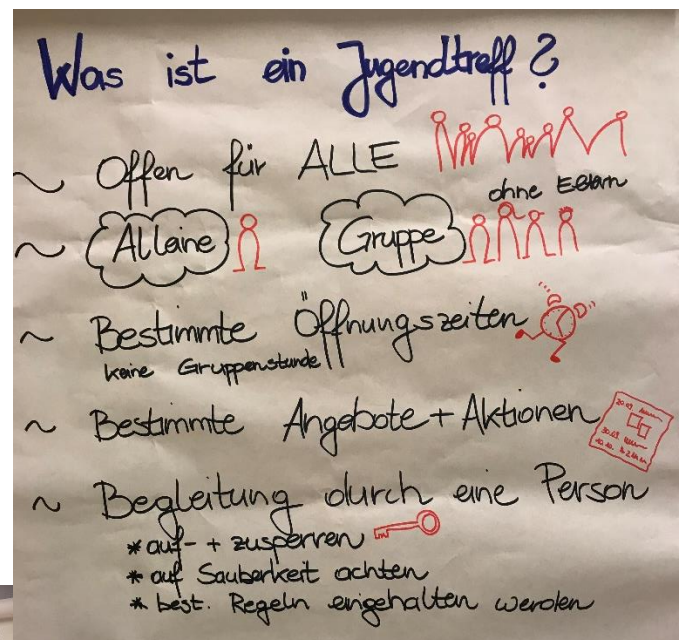 Was ist ein Jugendtreff?
~ Offen für ALLE
ohne Eltern
~ Alleine Gruppe
~ Bestimmte Öffnungszeiten
keine Gruppenstunde
~ Bestimmte Angebote + Aktionen
~ Begleitung durch eine Person
* auf- + zusperren
* auf Sauberkeit achten
* best. Regeln eingehalten werden